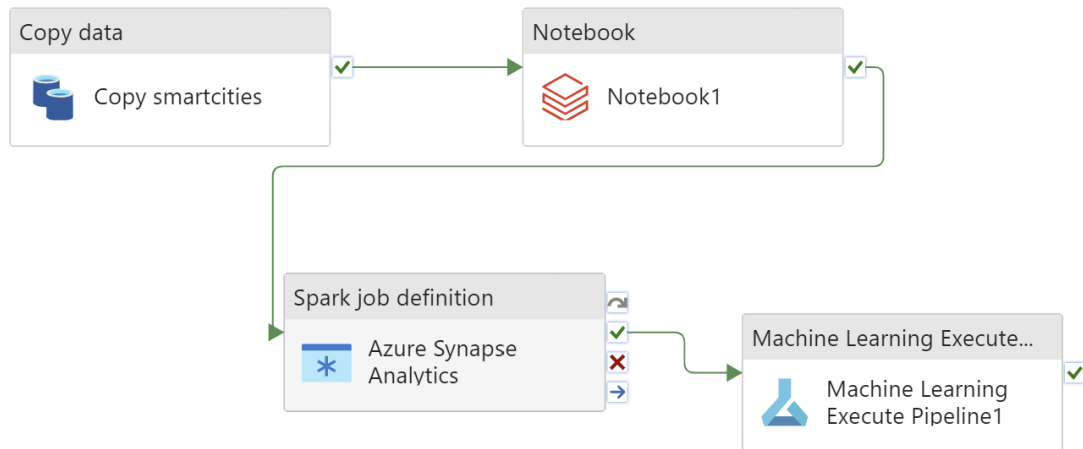 Copy data
Copy smartcities
Notebook
Notebook1
Spark job definition
Azure Synapse
Analytics
Machine Learning Execute...
Machine Learning
Execute Pipeline1